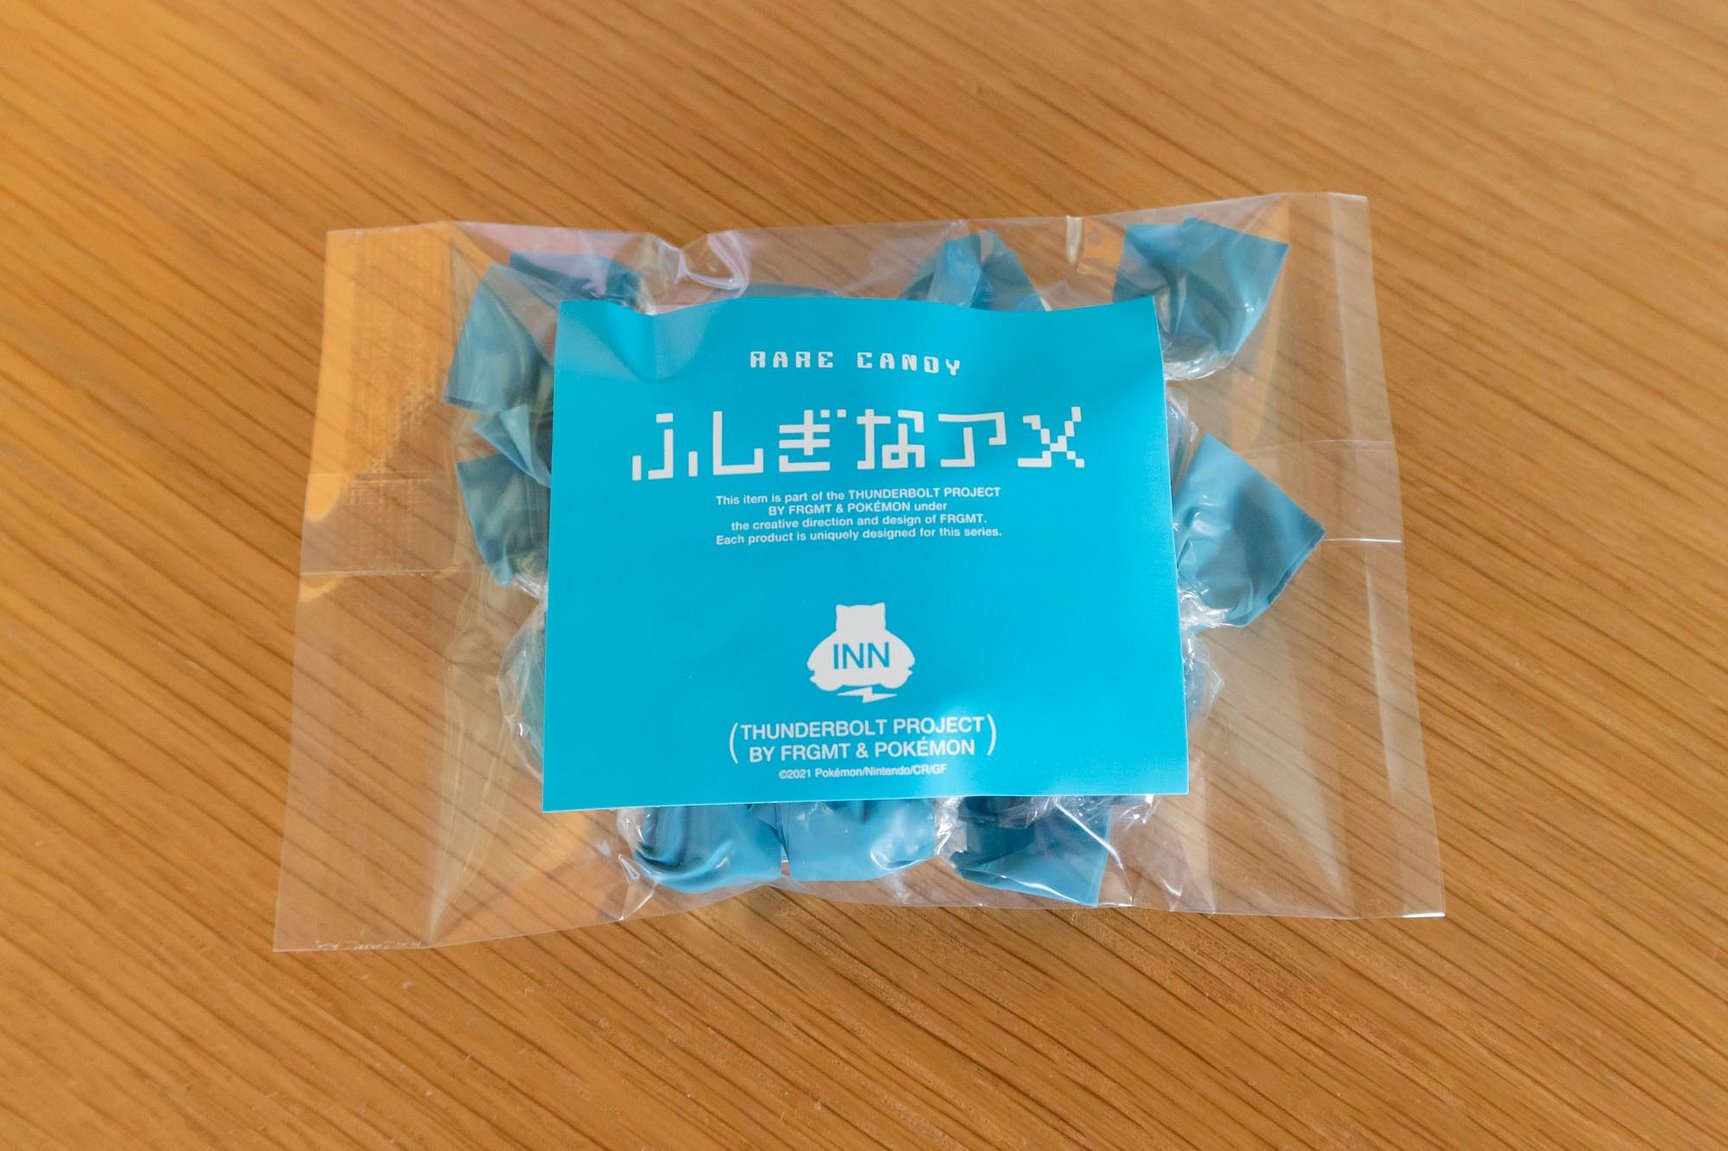 RARE CANDY
ふしぎなアメ
This item is part of the THUNDERBOLT PROJECT
BY FRGMT & POKÉMON under
the creative direction and design of FRGMT.
Each product is uniquely designed for this series.
INN
(THUNDERBOLT PROJECT
BY FRGMT & POKÉMON)
©2021 Pokémon/Nintendo/CR/GF